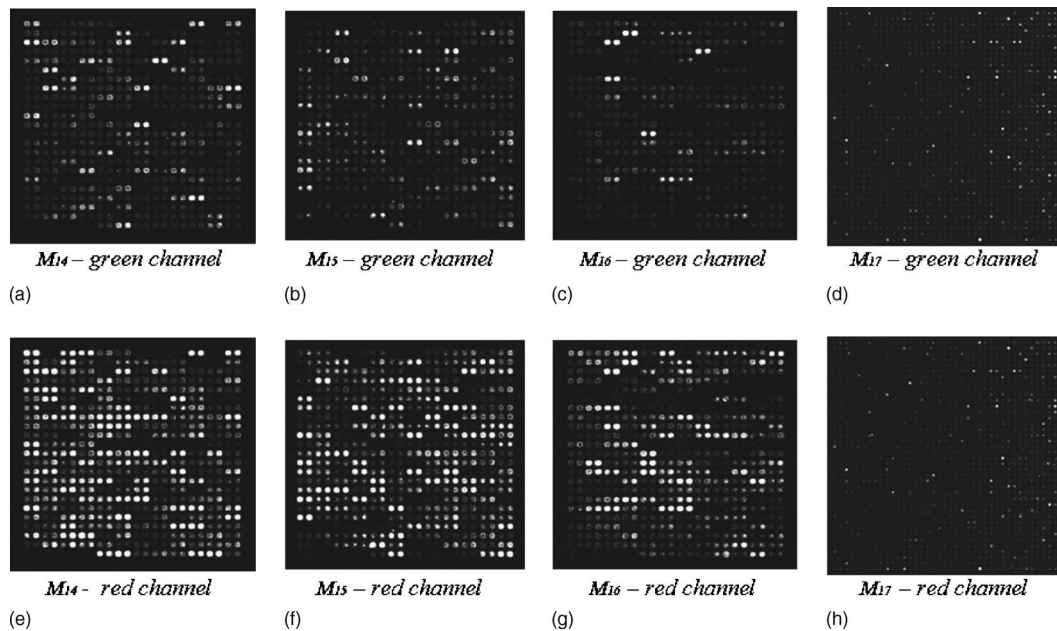 M14 – green channel
M15 – green channel
M16 – green channel
M17 – green channel
(a)
(b)
(c)
(d)
M14 - red channel
M15 – red channel
M16 – red channel
M17 – red channel
(e)
(f)
(g)
(h)